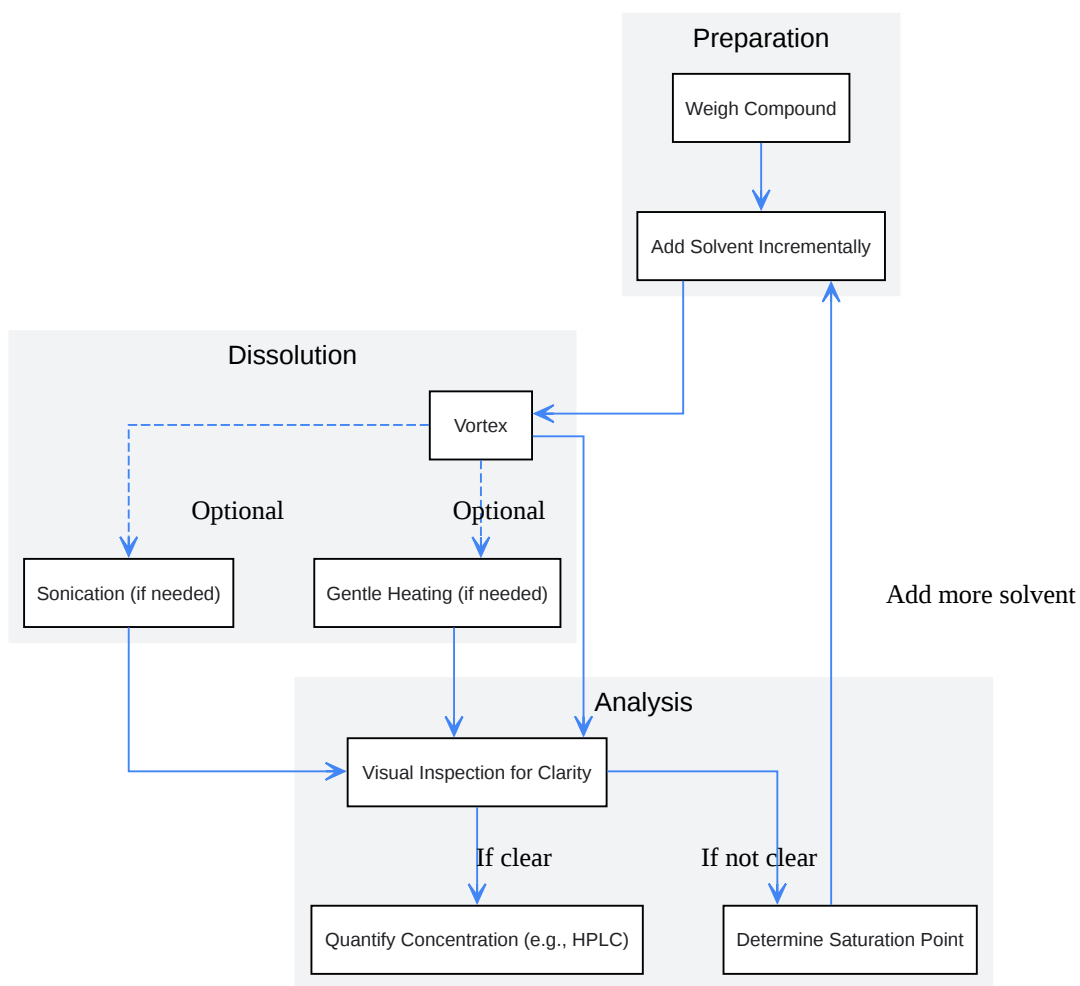 Preparation
Weigh Compound
Add Solvent Incrementally
Dissolution
Vortex
Optional
Optional
Sonication (if needed)
Gentle Heating (if needed)
Add more solvent
Analysis
Visual Inspection for Clarity
If clear
If not clear
Quantify Concentration (e.g., HPLC)
Determine Saturation Point